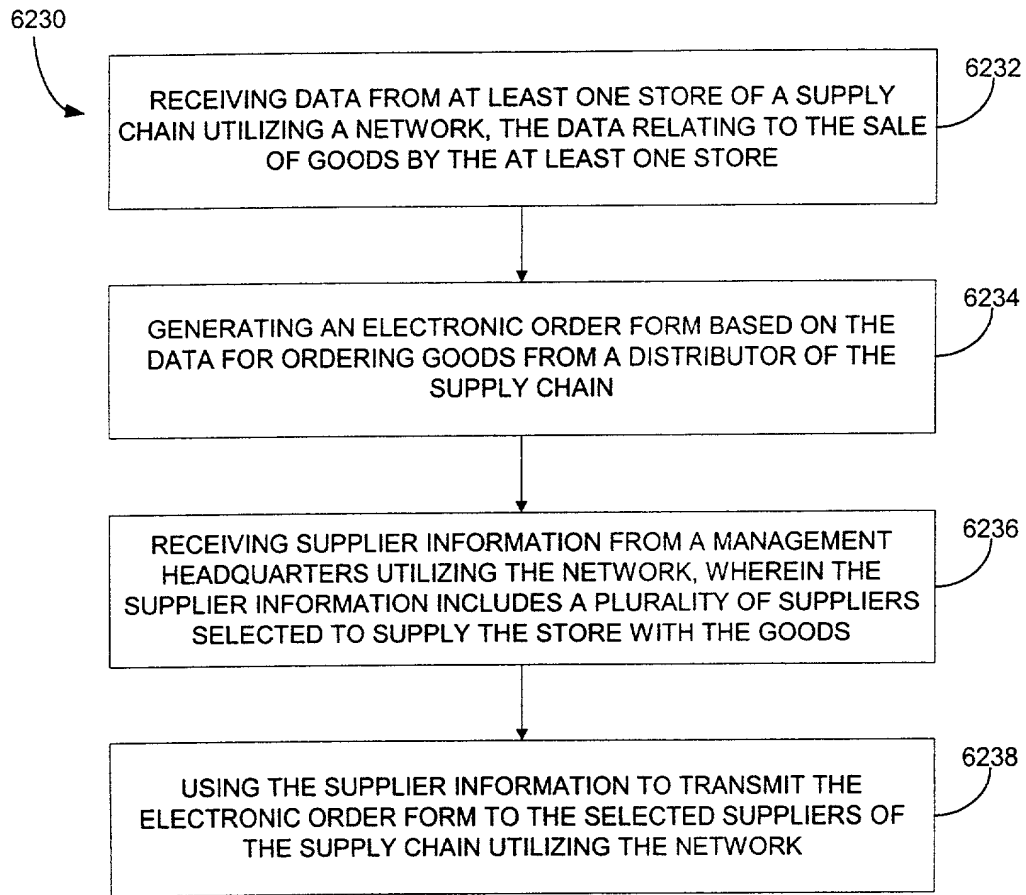 6230
6232
RECEIVING DATA FROM AT LEAST ONE STORE OF A SUPPLY
CHAIN UTILIZING A NETWORK, THE DATA RELATING TO THE SALE
OF GOODS BY THE AT LEAST ONE STORE
6234
GENERATING AN ELECTRONIC ORDER FORM BASED ON THE
DATA FOR ORDERING GOODS FROM A DISTRIBUTOR OF THE
SUPPLY CHAIN
6236
RECEIVING SUPPLIER INFORMATION FROM A MANAGEMENT
HEADQUARTERS UTILIZING THE NETWORK, WHEREIN THE
SUPPLIER INFORMATION INCLUDES A PLURALITY OF SUPPLIERS
SELECTED TO SUPPLY THE STORE WITH THE GOODS
6238
USING THE SUPPLIER INFORMATION TO TRANSMIT THE
ELECTRONIC ORDER FORM TO THE SELECTED SUPPLIERS OF
THE SUPPLY CHAIN UTILIZING THE NETWORK